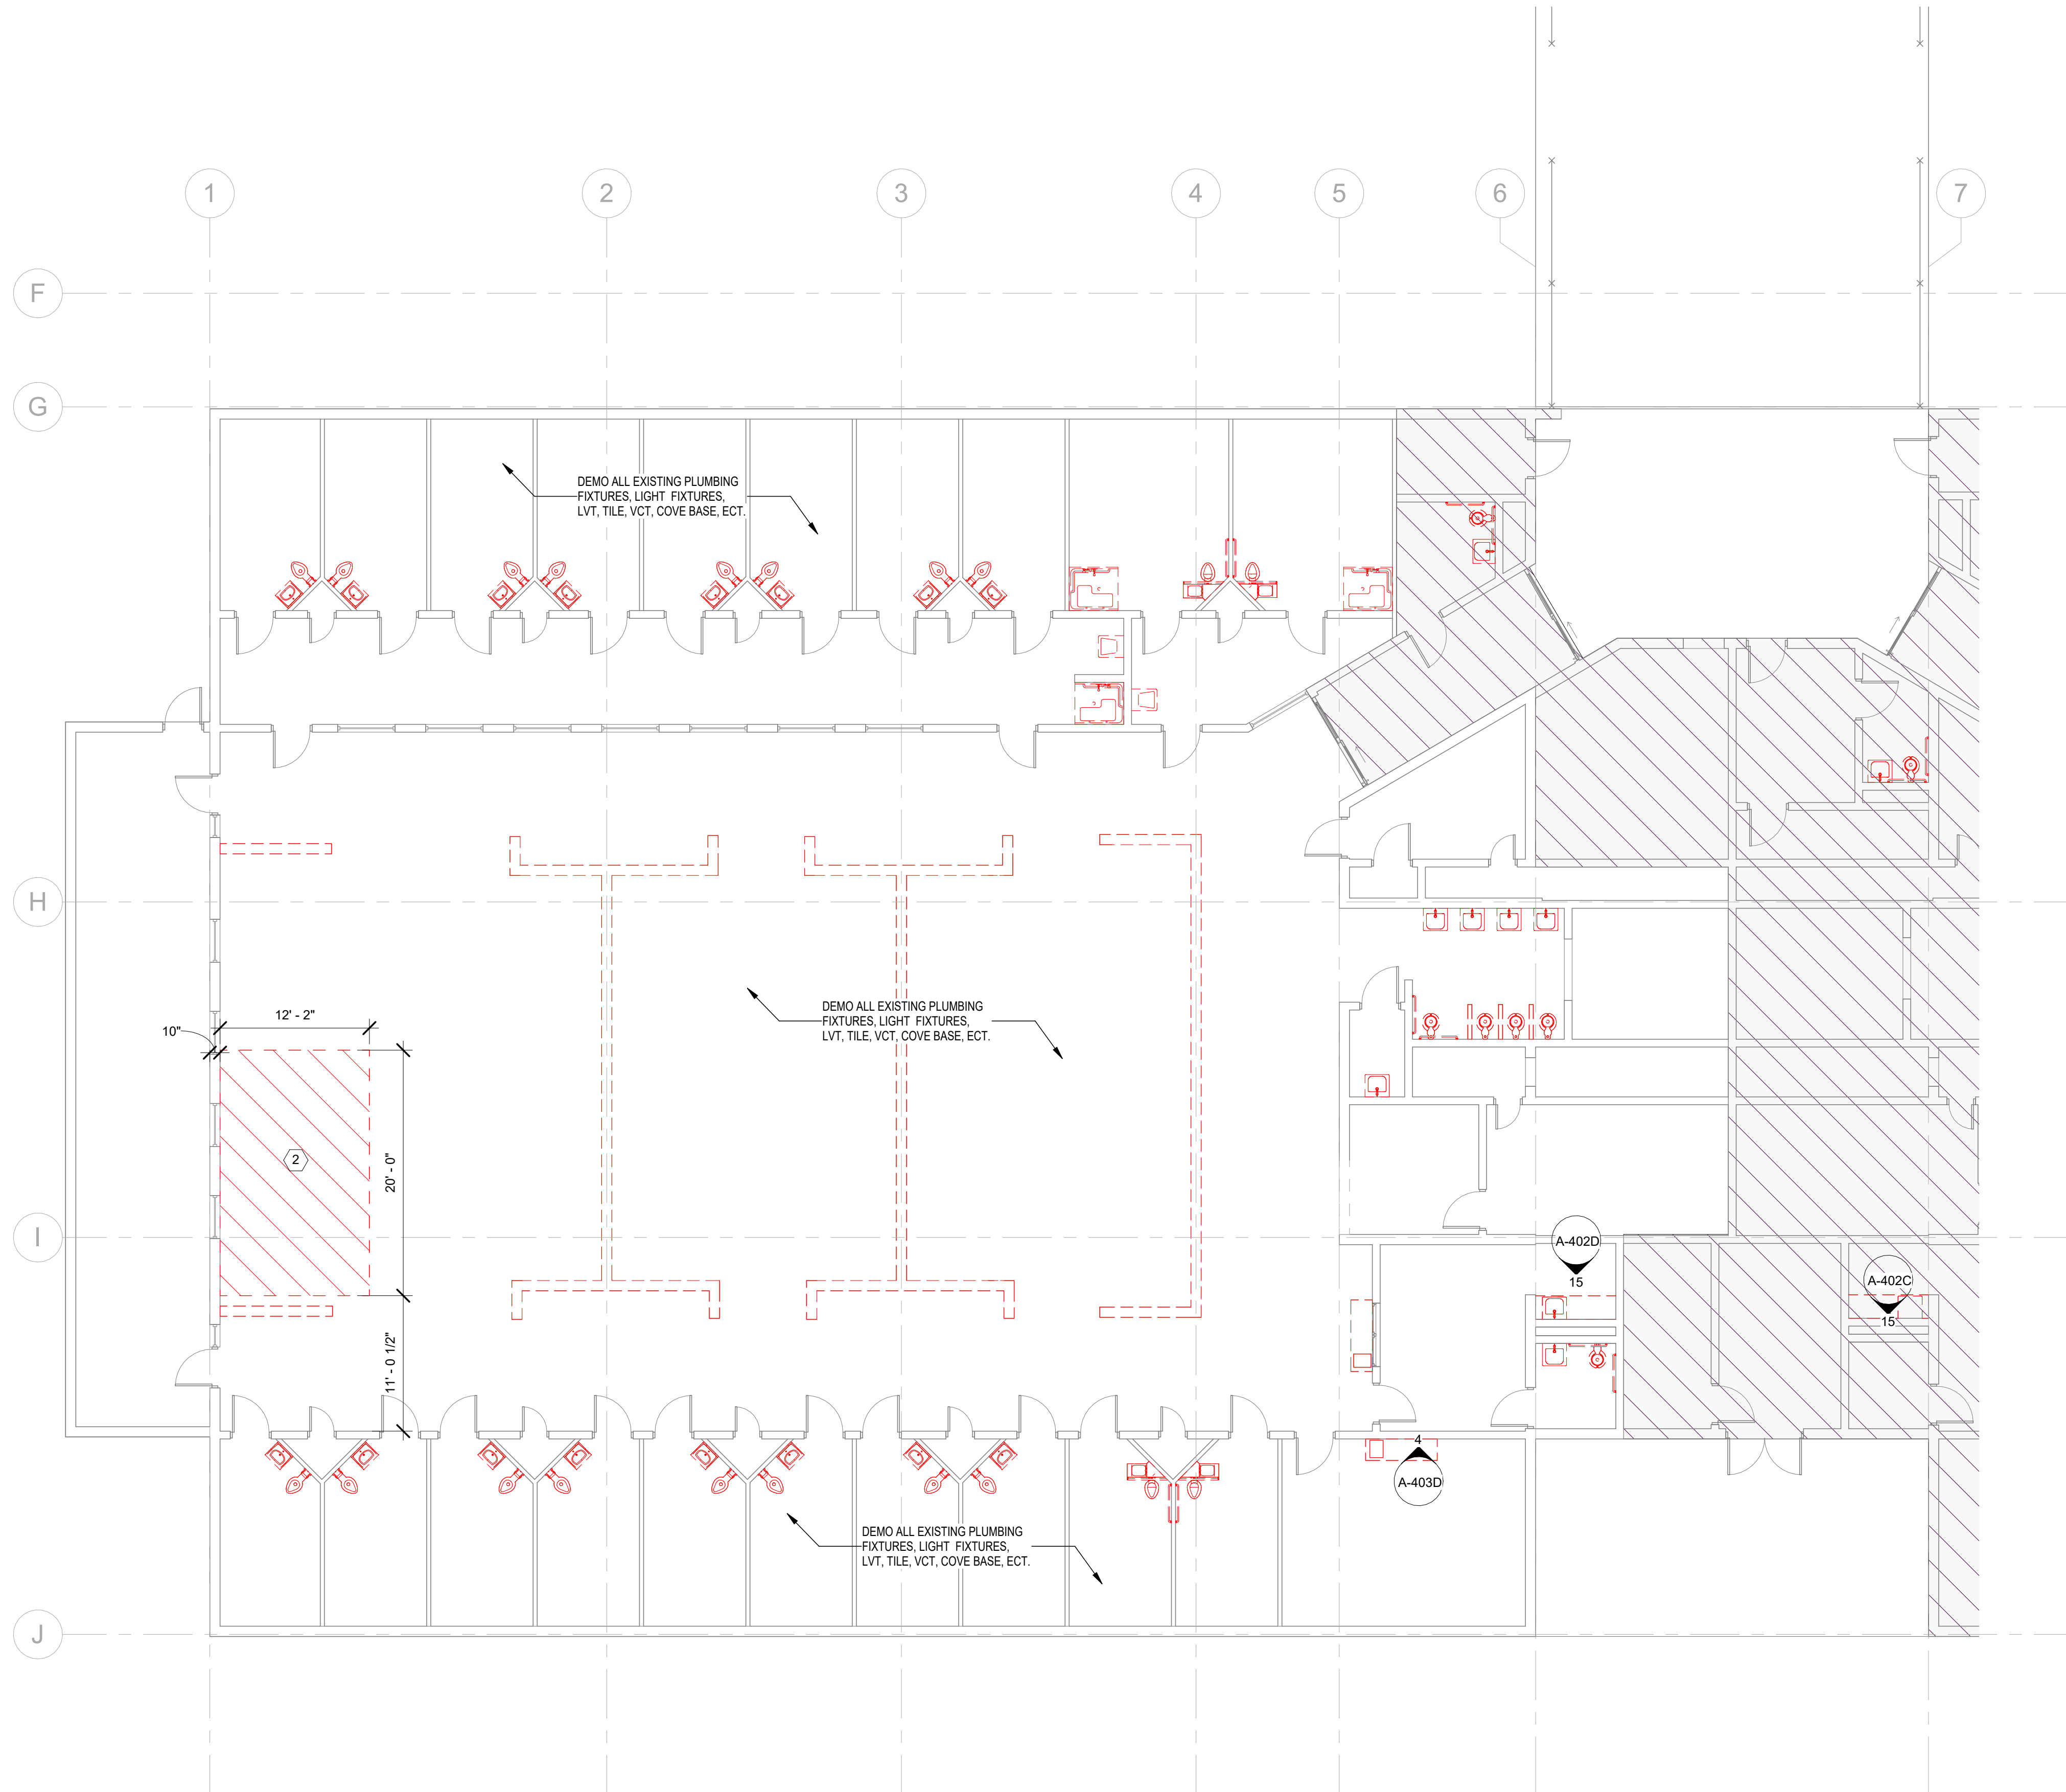 1
2
3
4
5
6
7
F
G
DEMO ALL EXISTING PLUMBING
FIXTURES, LIGHT FIXTURES,
LVT, TILE, VCT, COVE BASE, ECT.
H
12' - 2"
10"
DEMO ALL EXISTING PLUMBING
FIXTURES, LIGHT FIXTURES,
LVT, TILE, VCT, COVE BASE, ECT.
2
20' - 0"
I
A-402D
15
A-402C
15
11' - 0 1/2"
4
A-403D
DEMO ALL EXISTING PLUMBING
FIXTURES, LIGHT FIXTURES,
LVT, TILE, VCT, COVE BASE, ECT.
J